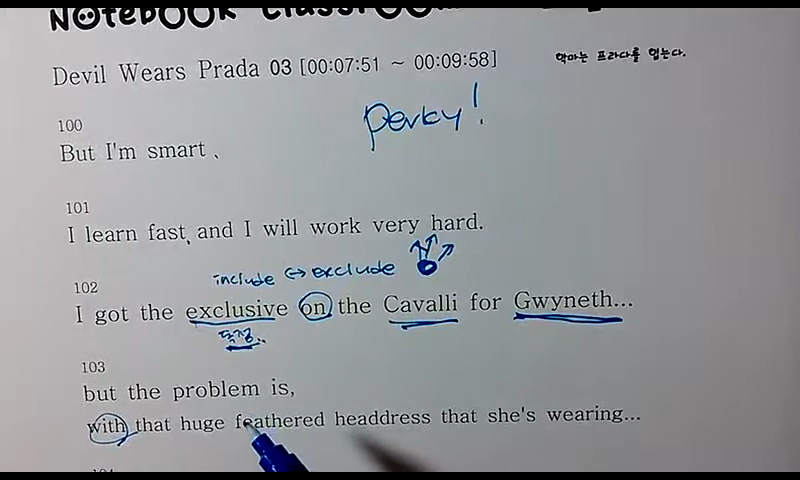 NOTEBOOK
Devil Wears Prada 03 [00:07:51 ~ 00:09:58]
악마는 프라다를 입는다.
perky!
100
But I'm smart、
101
I learn fast, and I will work very hard.
include ↔ exclude
102
I got the exclusive on the Cavalli for Gwyneth...
독점..
103
but the problem is,
with that huge feathered headdress that she's wearing...